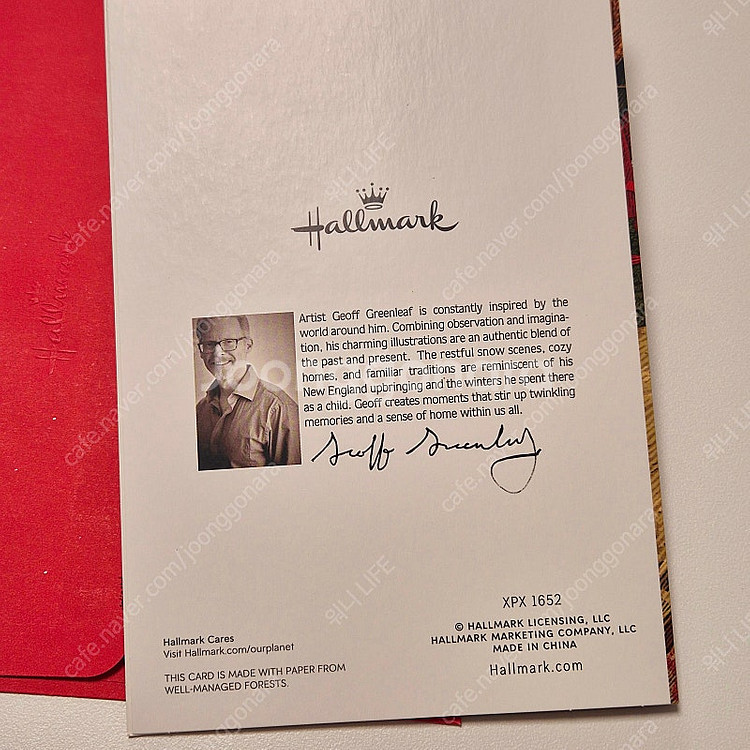 Hallmark
Hallmark
Artist Geoff Greenleaf is constantly inspired by the
world around him. Combining observation and imagina-
tion, his charming illustrations are an authentic blend of
the past and present. The restful snow scenes, cozy
homes, and familiar traditions are reminiscent of his
New England upbringing and the winters he spent there
as a child. Geoff creates moments that stir up twinkling
memories and a sense of home within us all.
Geoff Greenleaf
Hallmark Cares
Visit Hallmark.com/ourplanet
THIS CARD IS MADE WITH PAPER FROM
WELL-MANAGED FORESTS.
XPX 1652
© HALLMARK LICENSING, LLC
HALLMARK MARKETING COMPANY, LLC
MADE IN CHINA
Hallmark.com
cafe.naver.com/joonggonara
워니 LIFE